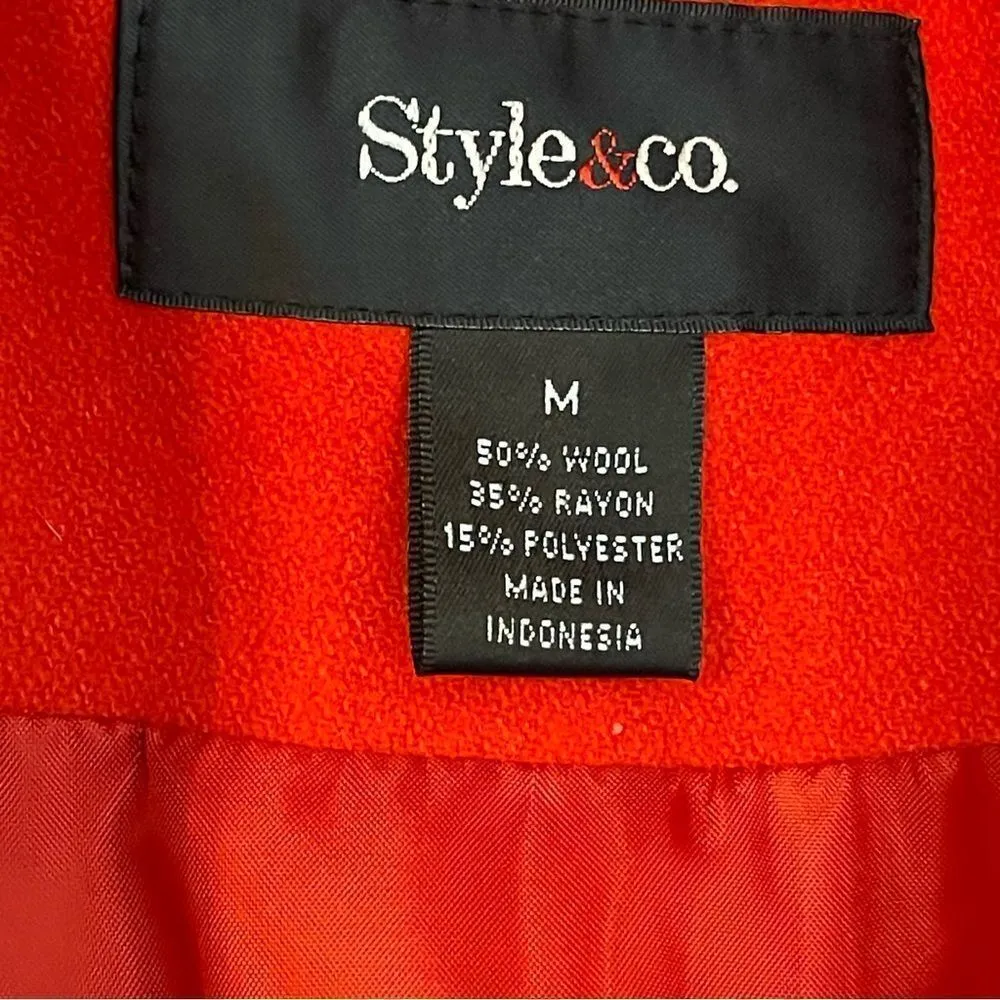 Style&co.
M
50% WOOL
35% RAYON
15% POLYESTER
MADE IN
INDONESIA